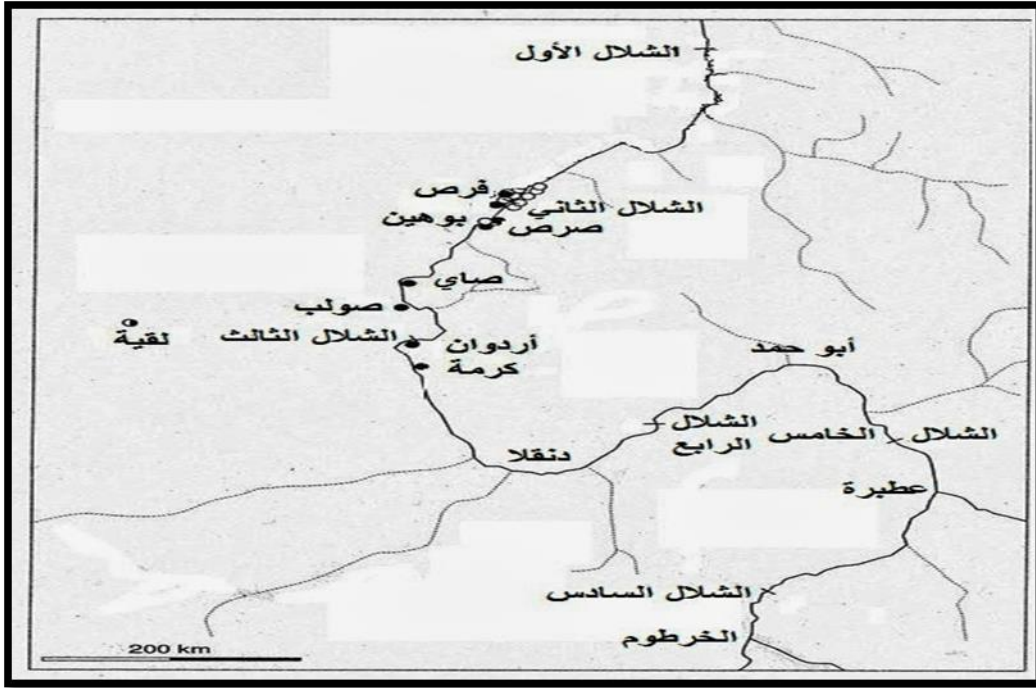 الشلال الأول
فرص
الشلال الثاني
بوهين
صرص
صاي
صولب
الشلال الثالث
أردوان
لقية
كرمة
أبو حمد
الشلال
الرابع
الشلال
الخامس
دنقلا
عطبرة
الشلال السادس
الخرطوم
200 km